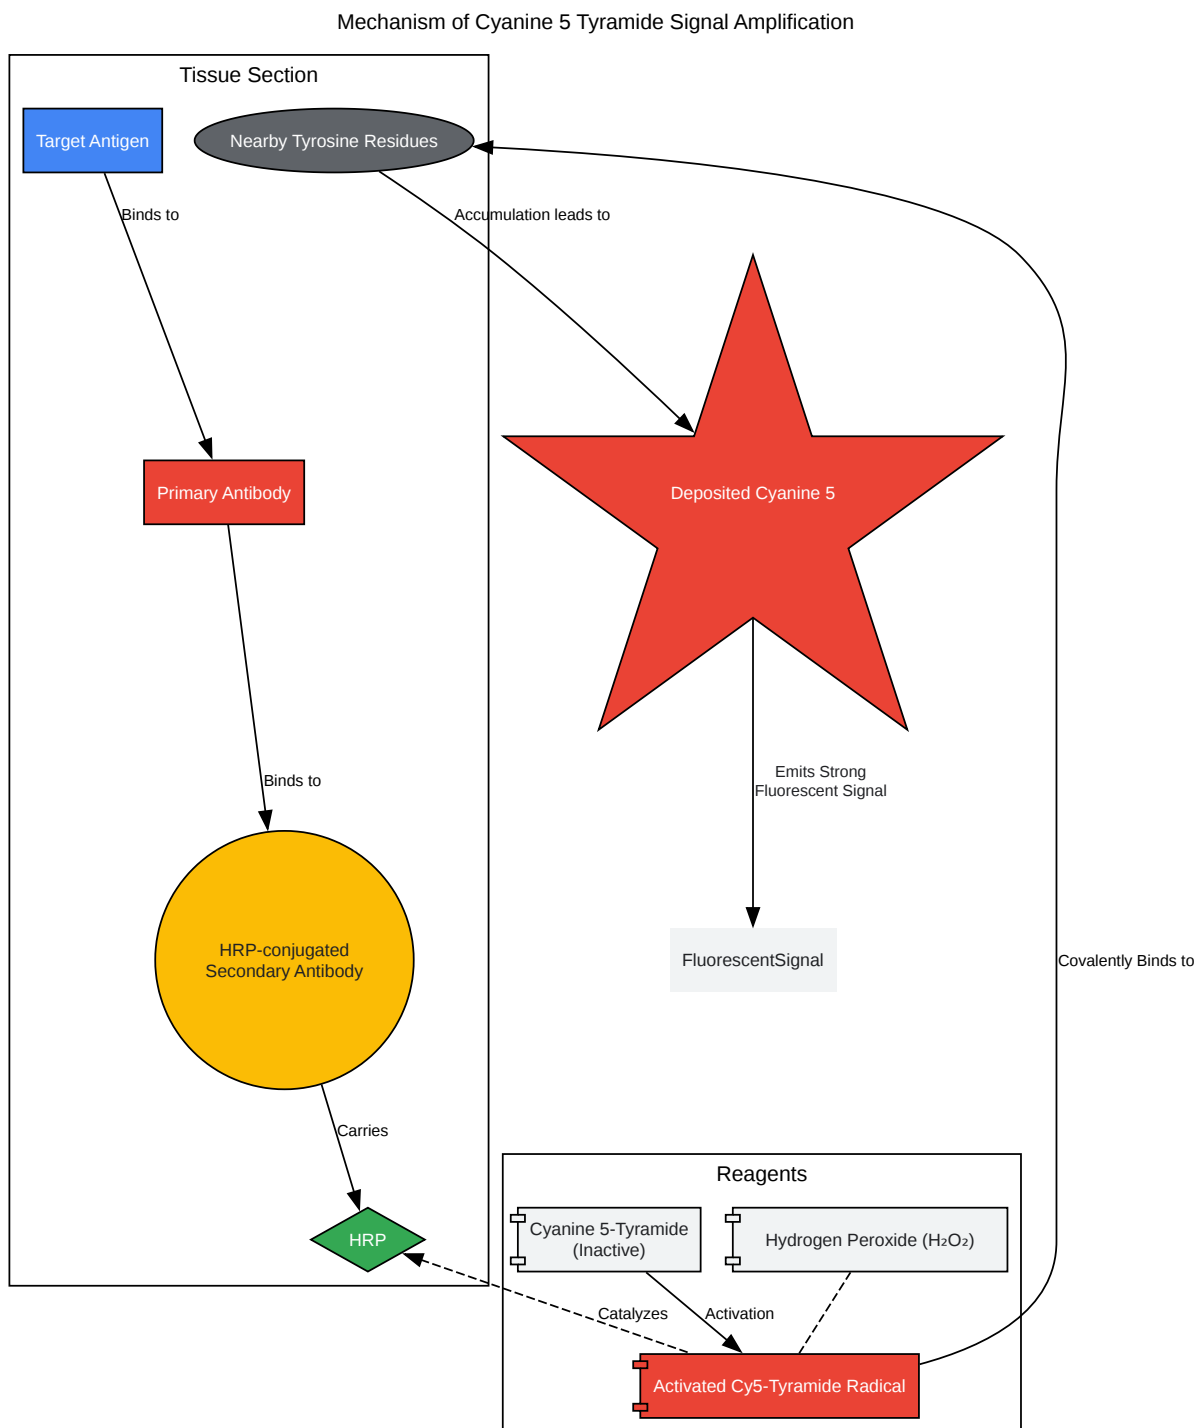 Mechanism of Cyanine 5 Tyramide Signal Amplification
Tissue Section
Target Antigen
Nearby Tyrosine Residues
Binds to
Accumulation leads to
Primary Antibody
Deposited Cyanine 5
Binds to
Emits Strong
Fluorescent Signal
HRP-conjugated
Secondary Antibody
FluorescentSignal
Covalently Binds to
Carries
Reagents
HRP
Cyanine 5-Tyramide
(Inactive)
Hydrogen Peroxide (H₂O₂)
Catalyzes
Activation
Activated Cy5-Tyramide Radical